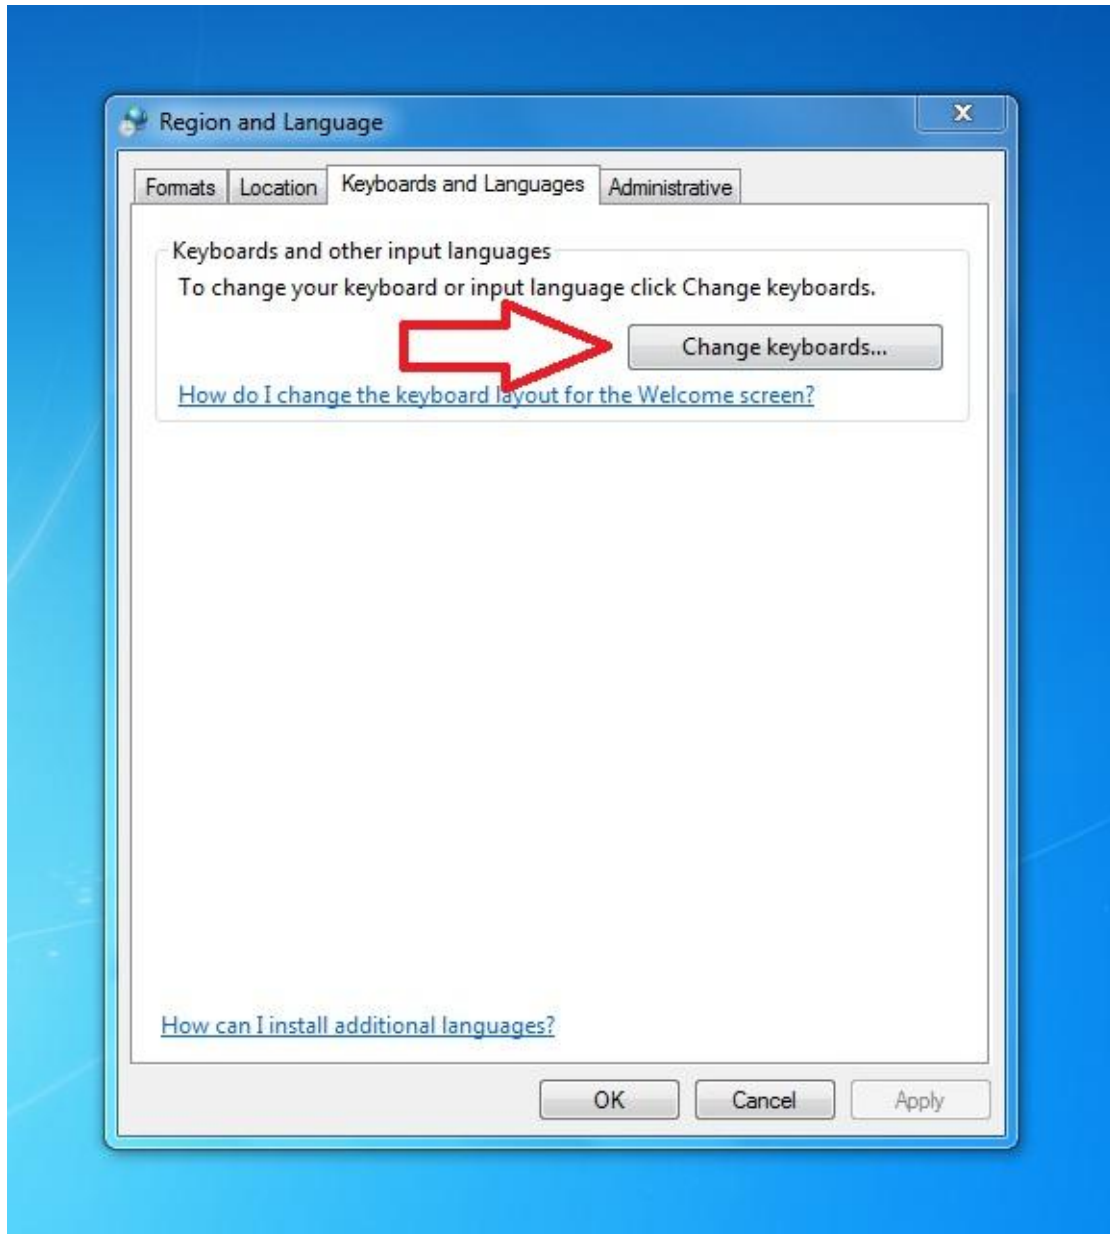 Region and Language
Formats Location Keyboards and Languages Administrative
Keyboards and other input languages
To change your keyboard or input language click Change keyboards.
Change keyboards...
How do I change the keyboard layout for the Welcome screen?
How can I install additional languages?
OK Cancel Apply